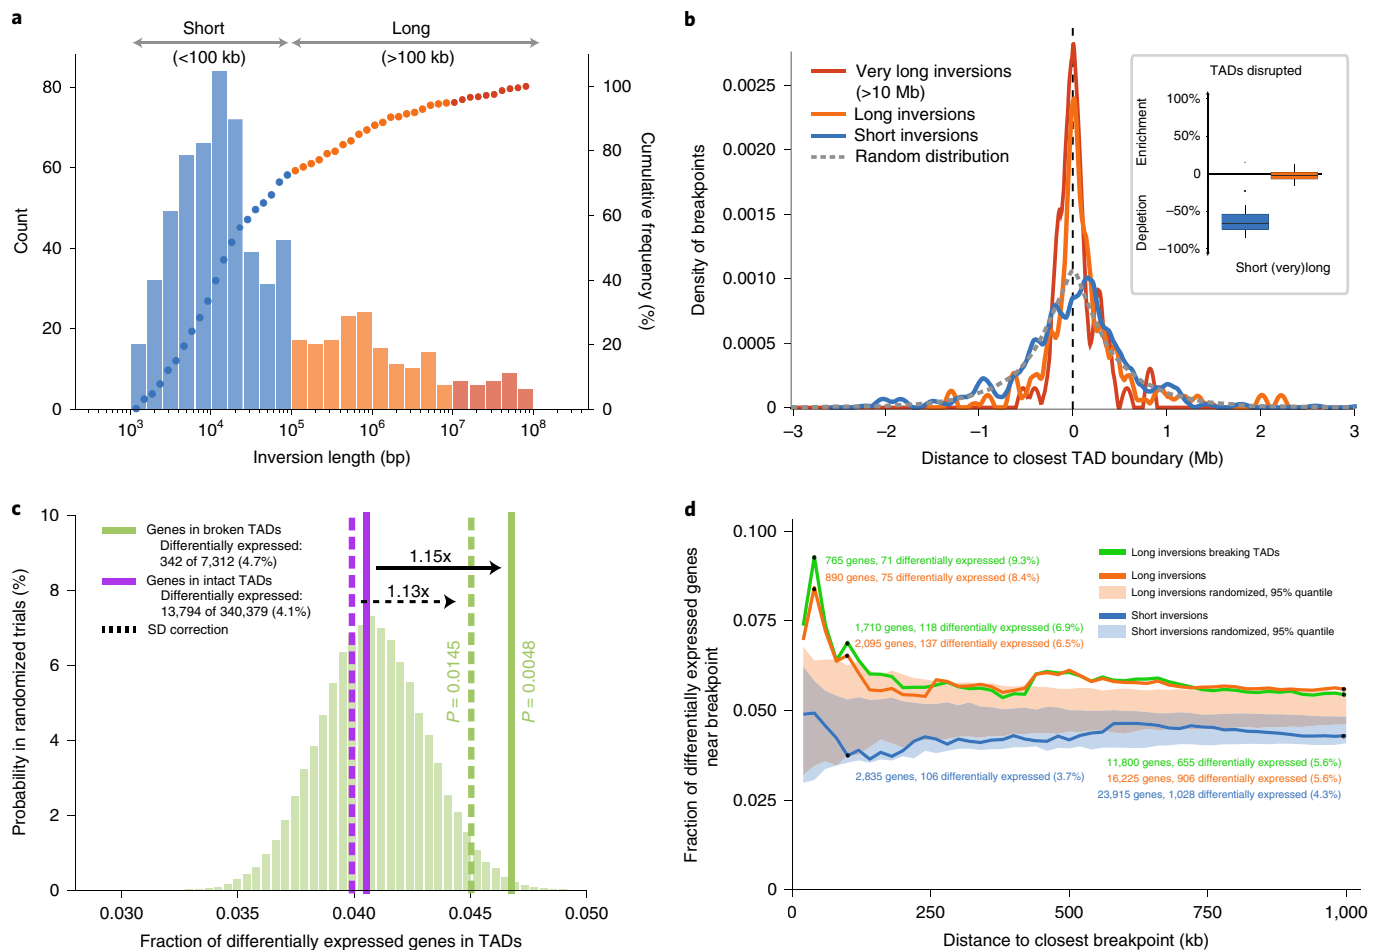 a
Short
(<100 kb)
Long
(>100 kb)
80
60
40
20
0
Count
100
80
60
40
20
0
Cumulative frequency (%)
10³
10⁴
10⁵
10⁶
10⁷
10⁸
Inversion length (bp)
b
0.0025
0.0020
0.0015
0.0010
0.0005
0
Density of breakpoints
Very long inversions
(>10 Mb)
Long inversions
Short inversions
Random distribution
TADs disrupted
Enrichment
Depletion
100%
50%
0
−50%
−100%
Short (very)long
−3
−2
−1
0
1
2
3
Distance to closest TAD boundary (Mb)
c
10
8
6
4
2
0
Probability in randomized trials (%)
Genes in broken TADs
Differentially expressed:
342 of 7,312 (4.7%)
Genes in intact TADs
Differentially expressed:
13,794 of 340,379 (4.1%)
SD correction
1.15x
1.13x
P = 0.0145
P = 0.0048
0.030
0.035
0.040
0.045
0.050
Fraction of differentially expressed genes in TADs
d
0.100
0.075
0.050
0.025
0
Fraction of differentially expressed genes
near breakpoint
765 genes, 71 differentially expressed (9.3%)
890 genes, 75 differentially expressed (8.4%)
1,710 genes, 118 differentially expressed (6.9%)
2,095 genes, 137 differentially expressed (6.5%)
Long inversions breaking TADs
Long inversions
Long inversions randomized, 95% quantile
Short inversions
Short inversions randomized, 95% quantile
2,835 genes, 106 differentially expressed (3.7%)
11,800 genes, 655 differentially expressed (5.6%)
16,225 genes, 906 differentially expressed (5.6%)
23,915 genes, 1,028 differentially expressed (4.3%)
0
250
500
750
1,000
Distance to closest breakpoint (kb)